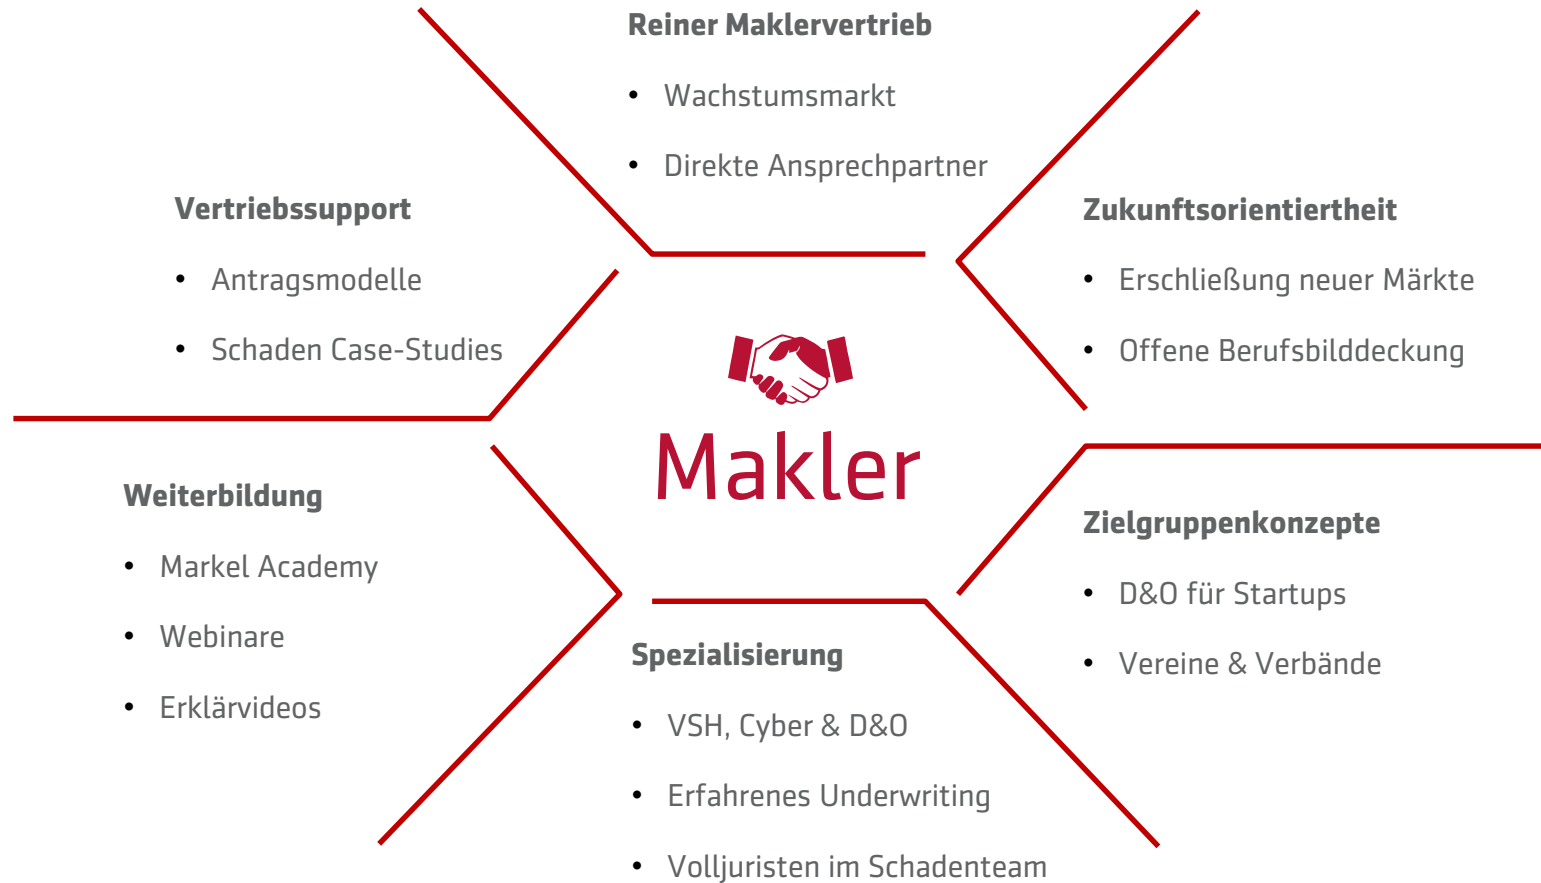 Reiner Maklervertrieb
• Wachstumsmarkt
• Direkte Ansprechpartner
Vertriebssupport
• Antragsmodelle
• Schaden Case-Studies
Zukunftsorientiertheit
• Erschließung neuer Märkte
• Offene Berufsbilddeckung
Makler
Weiterbildung
• Markel Academy
• Webinare
• Erklärvideos
Zielgruppenkonzepte
• D&O für Startups
• Vereine & Verbände
Spezialisierung
• VSH, Cyber & D&O
• Erfahrenes Underwriting
• Volljuristen im Schadenteam